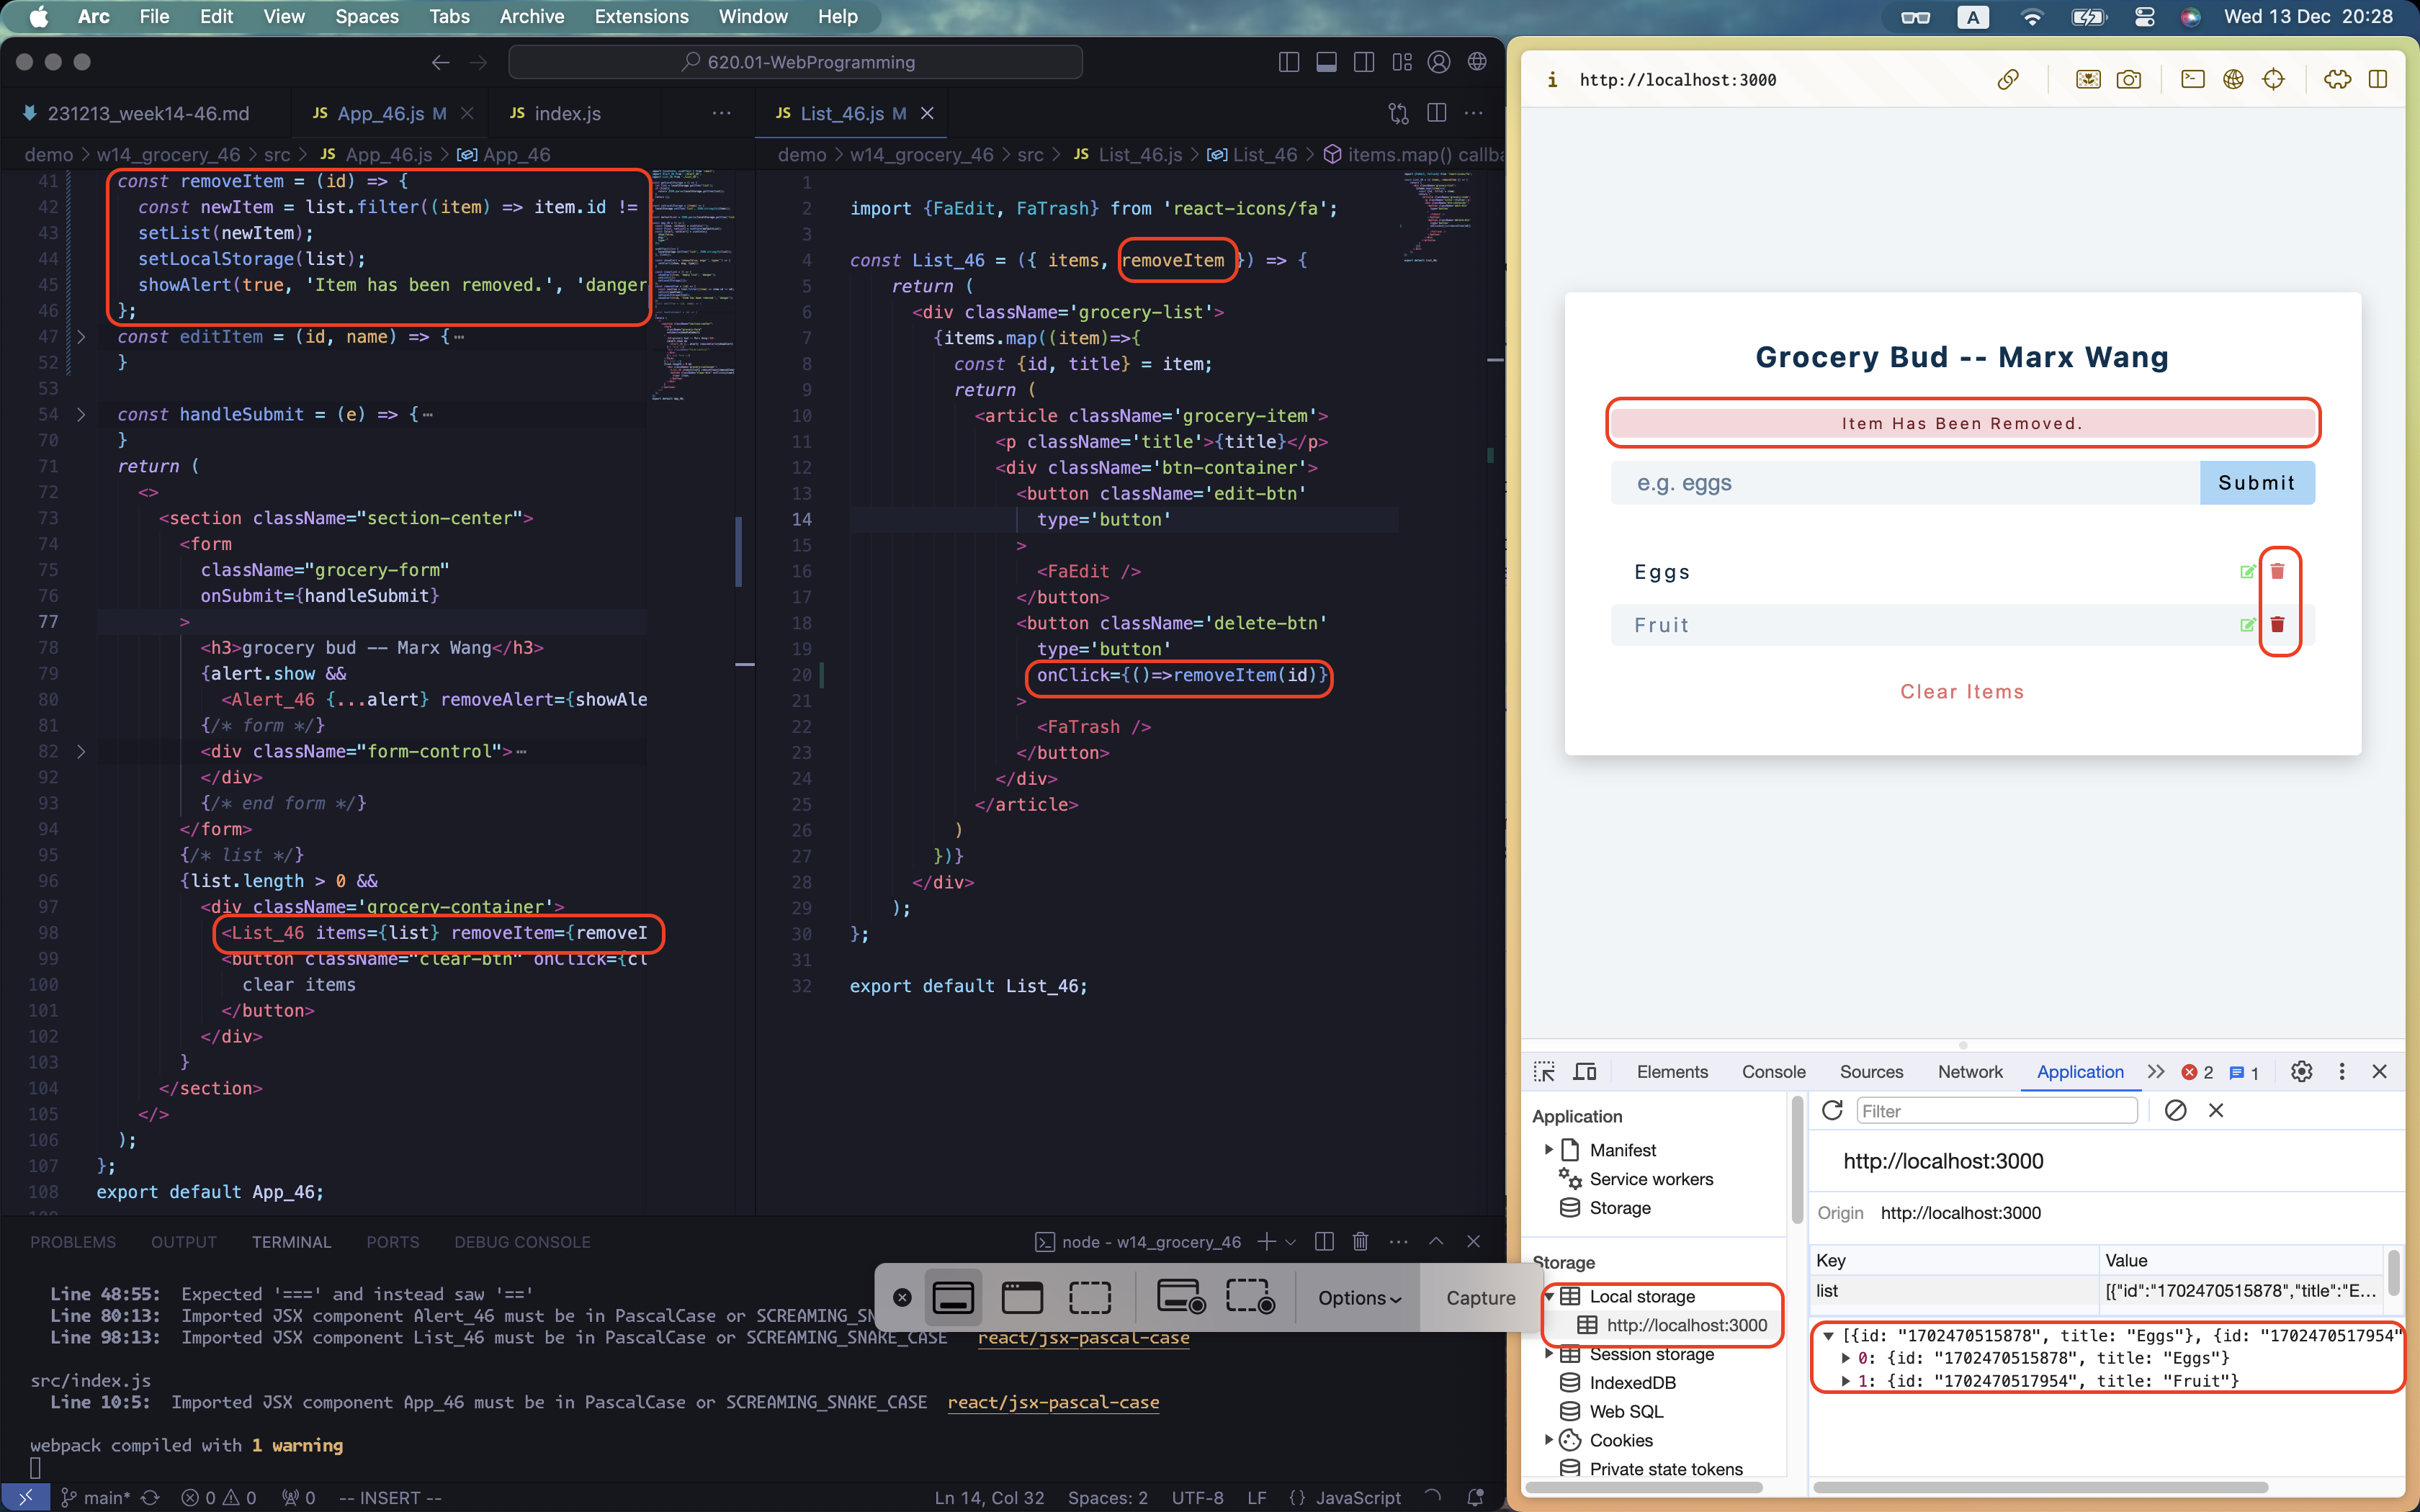 Arc File Edit View Spaces Tabs Archive Extensions Window Help
A Wed 13 Dec 20:28
620.01-WebProgramming
231213_week14-46.md JS App_46.js M JS index.js
demo > w14_grocery_46 > src > JS App_46.js > App_46
41 const removeItem = (id) => {
42 const newItem = list.filter((item) => item.id !=
43 setList(newItem);
44 setLocalStorage(list);
45 showAlert(true, 'Item has been removed.', 'danger
46 };
47 const editItem = (id, name) => {…
52 }
53
54 const handleSubmit = (e) => {…
70 }
71 return (
72 <>
73 <section className="section-center">
74 <form
75 className="grocery-form"
76 onSubmit={handleSubmit}
77 >
78 <h3>grocery bud -- Marx Wang</h3>
79 {alert.show &&
80 <Alert_46 {...alert} removeAlert={showAle
81 {/* form */}
82 <div className="form-control">…
92 </div>
93 {/* end form */}
94 </form>
95 {/* list */}
96 {list.length > 0 &&
97 <div className='grocery-container'>
98 <List_46 items={list} removeItem={removeI
99 <button className="clear-btn" onClick={cl
100 clear items
101 </button>
102 </div>
103 }
104 </section>
105 </>
106 );
107 };
108 export default App_46;
JS List_46.js M
demo > w14_grocery_46 > src > JS List_46.js > List_46 > items.map() callba
1
2 import {FaEdit, FaTrash} from 'react-icons/fa';
3
4 const List_46 = ({ items, removeItem }) => {
5 return (
6 <div className='grocery-list'>
7 {items.map((item)=>{
8 const {id, title} = item;
9 return (
10 <article className='grocery-item'>
11 <p className='title'>{title}</p>
12 <div className='btn-container'>
13 <button className='edit-btn'
14 type='button'
15 >
16 <FaEdit />
17 </button>
18 <button className='delete-btn'
19 type='button'
20 onClick={()=>removeItem(id)}
21 >
22 <FaTrash />
23 </button>
24 </div>
25 </article>
26 )
27 })}
28 </div>
29 );
30 };
31
32 export default List_46;
PROBLEMS OUTPUT TERMINAL PORTS DEBUG CONSOLE
node - w14_grocery_46
Line 48:55: Expected '===' and instead saw '=='
Line 80:13: Imported JSX component Alert_46 must be in PascalCase or SCREAMING_SN
Line 98:13: Imported JSX component List_46 must be in PascalCase or SCREAMING_SNAKE_CASE react/jsx-pascal-case
src/index.js
Line 10:5: Imported JSX component App_46 must be in PascalCase or SCREAMING_SNAKE_CASE react/jsx-pascal-case
webpack compiled with 1 warning
main* 0 0 0 -- INSERT --
Ln 14, Col 32 Spaces: 2 UTF-8 LF {} JavaScript
Options Capture
http://localhost:3000
Grocery Bud -- Marx Wang
Item Has Been Removed.
e.g. eggs Submit
Eggs
Fruit
Clear Items
Elements Console Sources Network Application 2 1
Application
Manifest
Service workers
Storage
Storage
Local storage
http://localhost:3000
Session storage
IndexedDB
Web SQL
Cookies
Private state tokens
Filter
http://localhost:3000
Origin http://localhost:3000
Key Value
list [{"id":"1702470515878","title":"E...
[{id: "1702470515878", title: "Eggs"}, {id: "1702470517954"
0: {id: "1702470515878", title: "Eggs"}
1: {id: "1702470517954", title: "Fruit"}